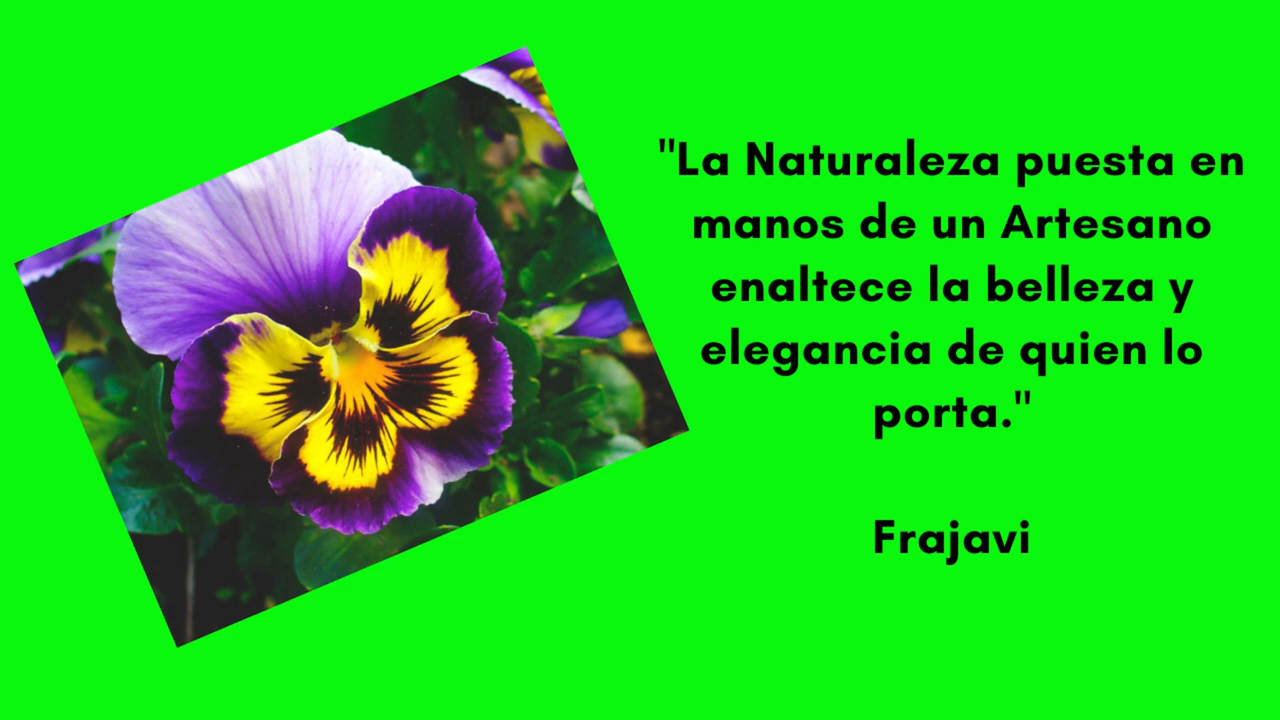 "La Naturaleza puesta en
manos de un Artesano
enaltece la belleza y
elegancia de quien lo
porta."
Frajavi